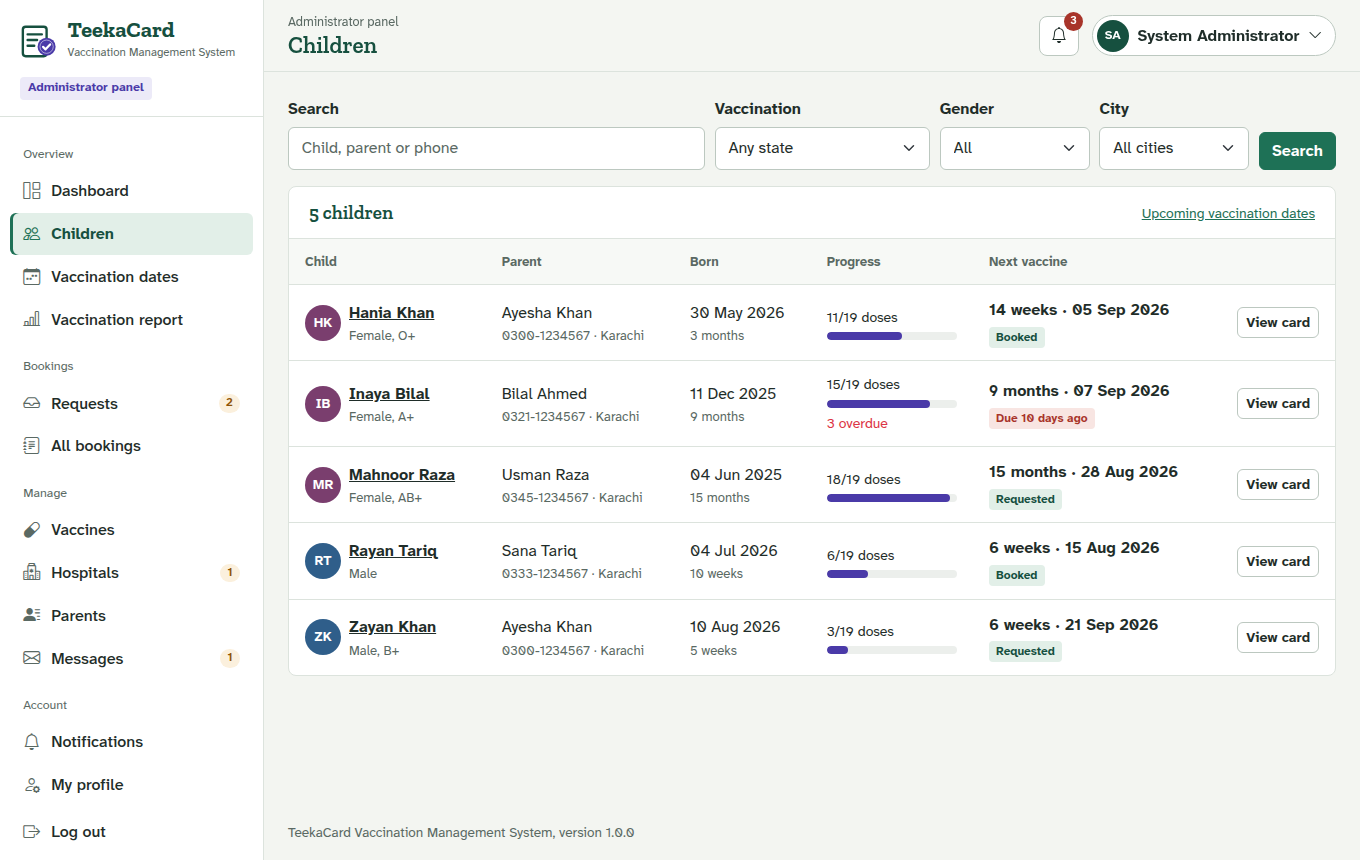 TeekaCard
Vaccination Management System
Administrator panel
Overview
Dashboard
Children
Vaccination dates
Vaccination report
Bookings
Requests 2
All bookings
Manage
Vaccines
Hospitals 1
Parents
Messages 1
Account
Notifications
My profile
Log out
Administrator panel
Children
3
SA System Administrator
Search
Vaccination
Gender
City
Child, parent or phone
Any state
All
All cities
Search
5 children
Upcoming vaccination dates
Child Parent Born Progress Next vaccine
HK
Hania Khan
Female, O+
Ayesha Khan
0300-1234567 · Karachi
30 May 2026
3 months
11/19 doses
14 weeks · 05 Sep 2026
Booked
View card
IB
Inaya Bilal
Female, A+
Bilal Ahmed
0321-1234567 · Karachi
11 Dec 2025
9 months
15/19 doses
3 overdue
9 months · 07 Sep 2026
Due 10 days ago
View card
MR
Mahnoor Raza
Female, AB+
Usman Raza
0345-1234567 · Karachi
04 Jun 2025
15 months
18/19 doses
15 months · 28 Aug 2026
Requested
View card
RT
Rayan Tariq
Male
Sana Tariq
0333-1234567 · Karachi
04 Jul 2026
10 weeks
6/19 doses
6 weeks · 15 Aug 2026
Booked
View card
ZK
Zayan Khan
Male, B+
Ayesha Khan
0300-1234567 · Karachi
10 Aug 2026
5 weeks
3/19 doses
6 weeks · 21 Sep 2026
Requested
View card
TeekaCard Vaccination Management System, version 1.0.0